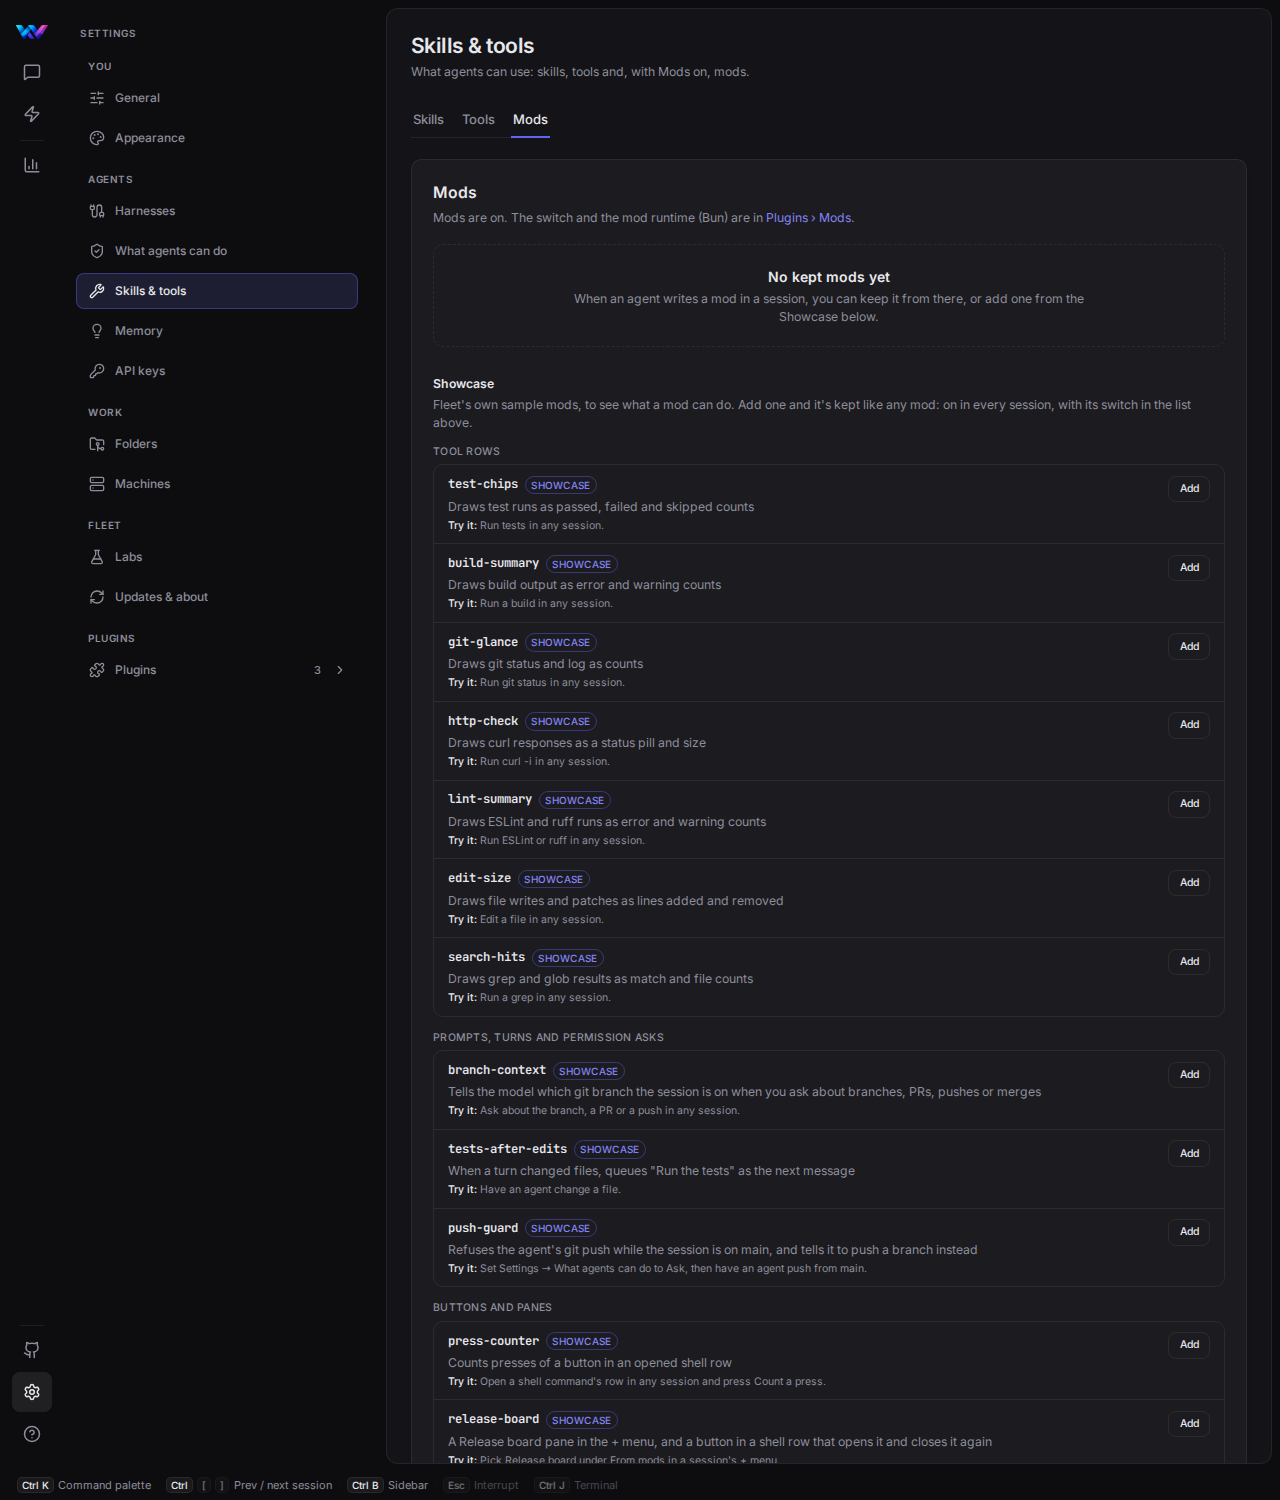 SETTINGS
YOU
General
Appearance
AGENTS
Harnesses
What agents can do
Skills & tools
Memory
API keys
WORK
Folders
Machines
FLEET
Labs
Updates & about
PLUGINS
Plugins 3
Skills & tools
What agents can use: skills, tools and, with Mods on, mods.
Skills Tools Mods
Mods
Mods are on. The switch and the mod runtime (Bun) are in Plugins › Mods.
No kept mods yet
When an agent writes a mod in a session, you can keep it from there, or add one from the
Showcase below.
Showcase
Fleet's own sample mods, to see what a mod can do. Add one and it's kept like any mod: on in every session, with its switch in the list
above.
TOOL ROWS
test-chips SHOWCASE Add
Draws test runs as passed, failed and skipped counts
Try it: Run tests in any session.
build-summary SHOWCASE Add
Draws build output as error and warning counts
Try it: Run a build in any session.
git-glance SHOWCASE Add
Draws git status and log as counts
Try it: Run git status in any session.
http-check SHOWCASE Add
Draws curl responses as a status pill and size
Try it: Run curl -i in any session.
lint-summary SHOWCASE Add
Draws ESLint and ruff runs as error and warning counts
Try it: Run ESLint or ruff in any session.
edit-size SHOWCASE Add
Draws file writes and patches as lines added and removed
Try it: Edit a file in any session.
search-hits SHOWCASE Add
Draws grep and glob results as match and file counts
Try it: Run a grep in any session.
PROMPTS, TURNS AND PERMISSION ASKS
branch-context SHOWCASE Add
Tells the model which git branch the session is on when you ask about branches, PRs, pushes or merges
Try it: Ask about the branch, a PR or a push in any session.
tests-after-edits SHOWCASE Add
When a turn changed files, queues "Run the tests" as the next message
Try it: Have an agent change a file.
push-guard SHOWCASE Add
Refuses the agent's git push while the session is on main, and tells it to push a branch instead
Try it: Set Settings → What agents can do to Ask, then have an agent push from main.
BUTTONS AND PANES
press-counter SHOWCASE Add
Counts presses of a button in an opened shell row
Try it: Open a shell command's row in any session and press Count a press.
release-board SHOWCASE Add
A Release board pane in the + menu, and a button in a shell row that opens it and closes it again
Try it: Pick Release board under From mods in a session's + menu.
Ctrl K Command palette Ctrl [ ] Prev / next session Ctrl B Sidebar Esc Interrupt Ctrl J Terminal